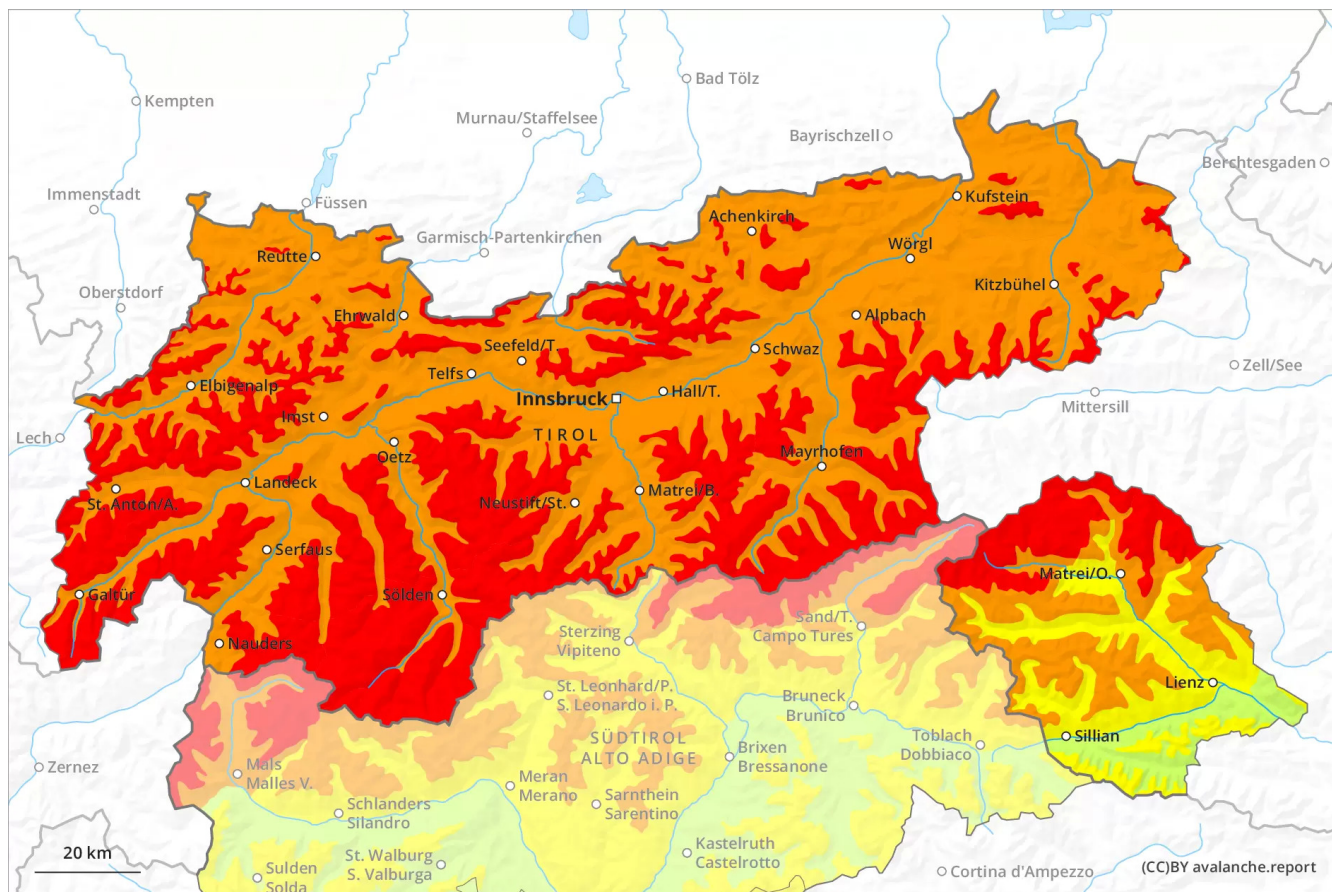 Bad Tölz
Kempten
Murnau/Staffelsee
Bayrischzell
Berchtesgaden
Immenstadt
Füssen
Kufstein
Achenkirch
Garmisch-Partenkirchen
Wörgl
Reutte
Oberstdorf
Kitzbühel
Ehrwald
Alpbach
Seefeld/T.
Schwaz
Zell/See
Telfs
Elbigenalp
Hall/T.
Innsbruck
Mittersill
Imst
Lech
TIROL
Oetz
Mayrhofen
Landeck
Matrei/B.
St. Anton/A.
Neustift/St.
Serfaus
Matrei/O.
Galtür
Sölden
Sand/T.
Campo Tures
Sterzing
Vipiteno
Nauders
Lienz
St. Leonhard/P.
S. Leonardo i. P.
Bruneck
Brunico
SÜDTIROL
ALTO ADIGE
Toblach
Dobbiaco
Sillian
Brixen
Bressanone
Zernez
Mals
Malles V.
Meran
Merano
Sarnthein
Sarentino
Schlanders
Silandro
Kastelruth
Castelrotto
20 km
St. Walburg
S. Valburga
Sulden
Solda
Cortina d'Ampezzo
(CC)BY avalanche.report